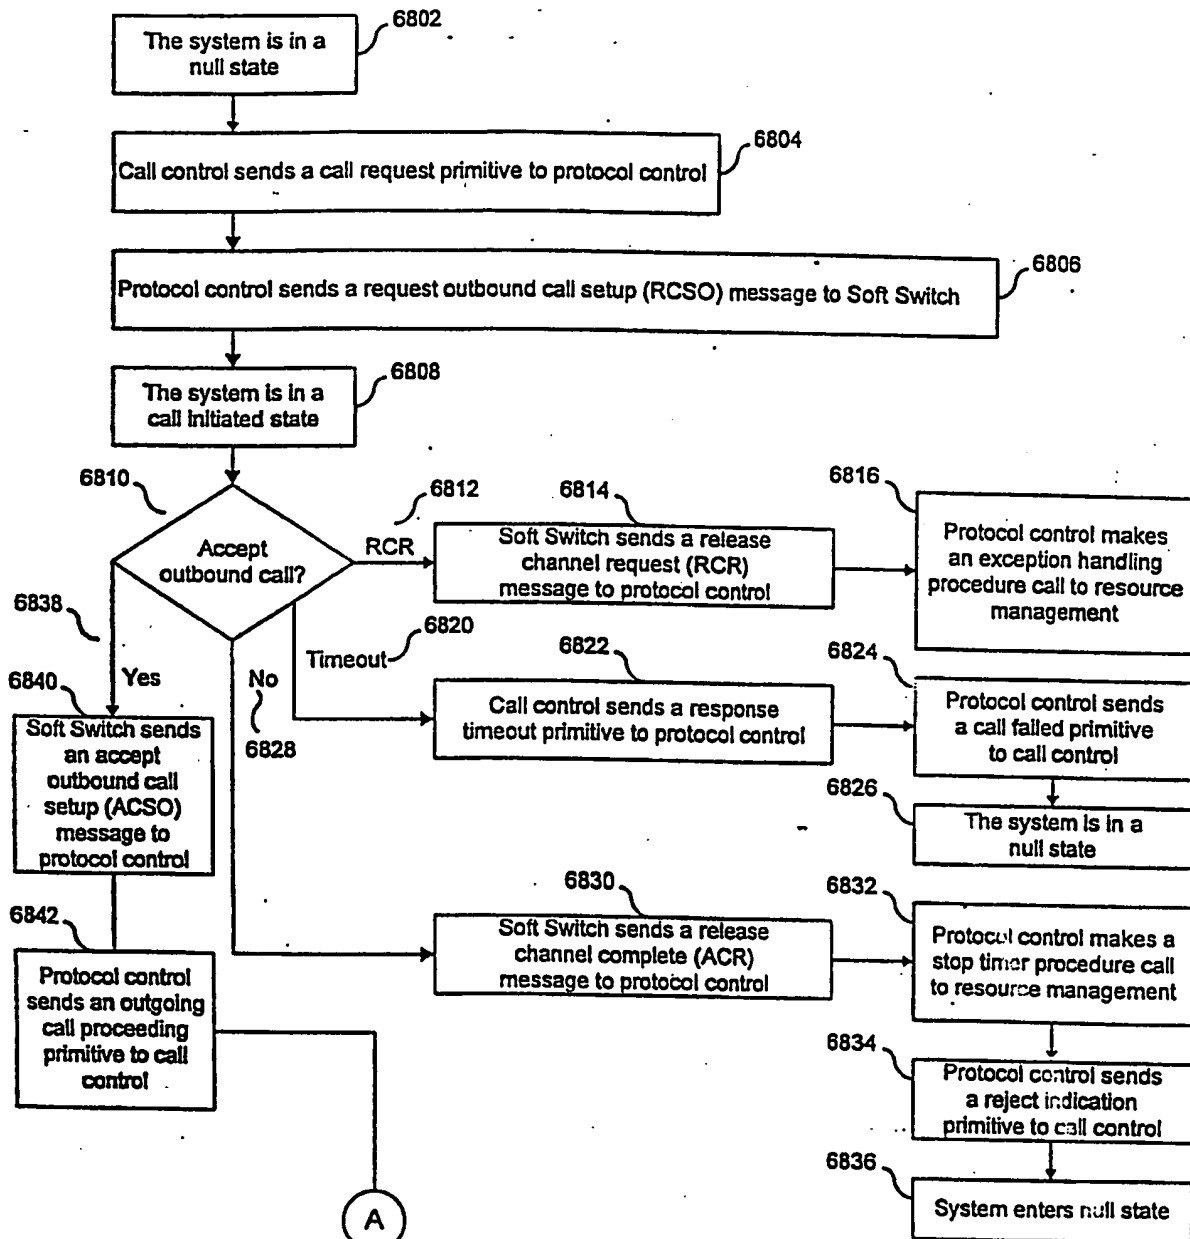 6802
The system is in a
null state
6804
Call control sends a call request primitive to protocol control
6806
Protocol control sends a request outbound call setup (RCSO) message to Soft Switch
6808
The system is in a
call initiated state
6810
Accept
outbound call?
6812
RCR
6814
Soft Switch sends a release
channel request (RCR)
message to protocol control
6816
Protocol control makes
an exception handling
procedure call to resource
management
6820
Timeout
6822
Call control sends a response
timeout primitive to protocol control
6824
Protocol control sends
a call failed primitive
to call control
6826
The system is in a
null state
No
6828
6830
Soft Switch sends a release
channel complete (ACR)
message to protocol control
6832
Protocol control makes a
stop timer procedure call
to resource management
6834
Protocol control sends
a reject indication
primitive to call control
6836
System enters null state
6838
Yes
6840
Soft Switch sends
an accept
outbound call
setup (ACSO)
message to
protocol control
6842
Protocol control
sends an outgoing
call proceeding
primitive to call
control
A